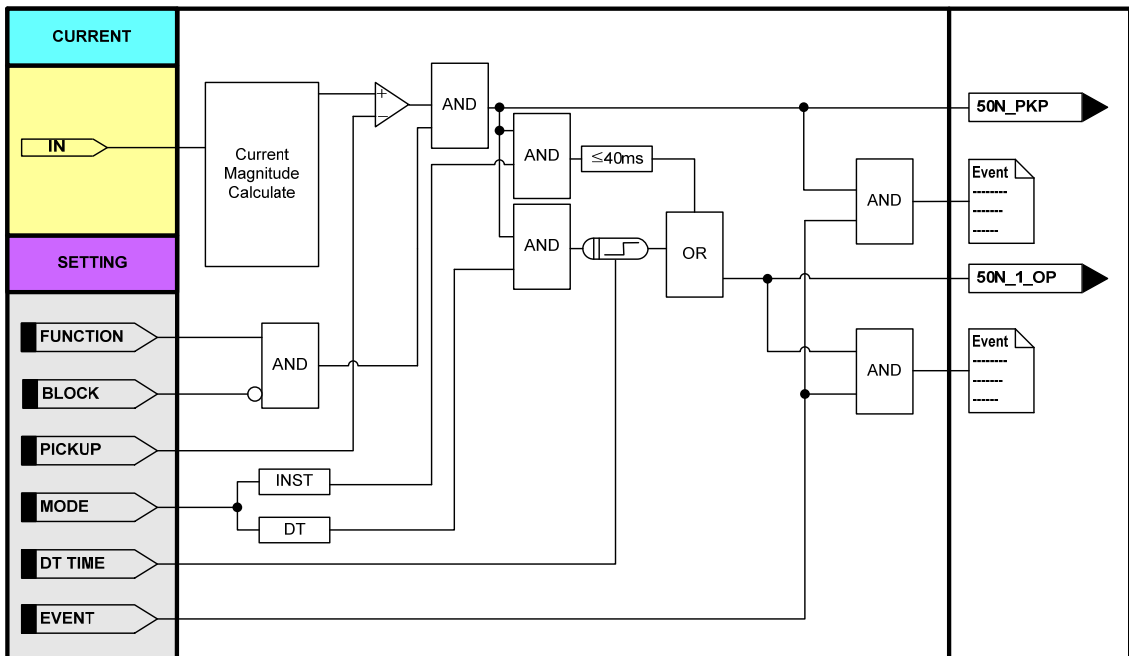 CURRENT
IN
Current
Magnitude
Calculate
+
−
AND
AND
≤40ms
AND
OR
50N_PKP
AND
Event
--------
-------
------
50N_1_OP
SETTING
FUNCTION
BLOCK
AND
AND
Event
--------
-------
------
PICKUP
MODE
INST
DT
DT TIME
EVENT